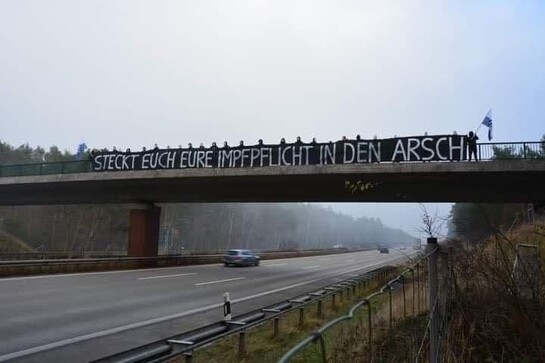 STECKT EUCH EURE IMPFPFLICHT IN DEN ARSCH